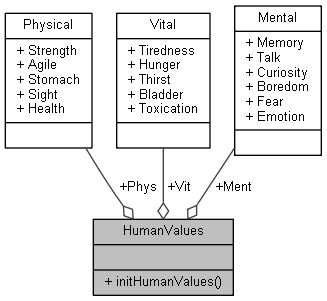 Physical
+ Strength
+ Agile
+ Stomach
+ Sight
+ Health
Vital
+ Tiredness
+ Hunger
+ Thirst
+ Bladder
+ Toxication
Mental
+ Memory
+ Talk
+ Curiosity
+ Boredom
+ Fear
+ Emotion
+Phys
+Vit
+Ment
HumanValues
+ initHumanValues()